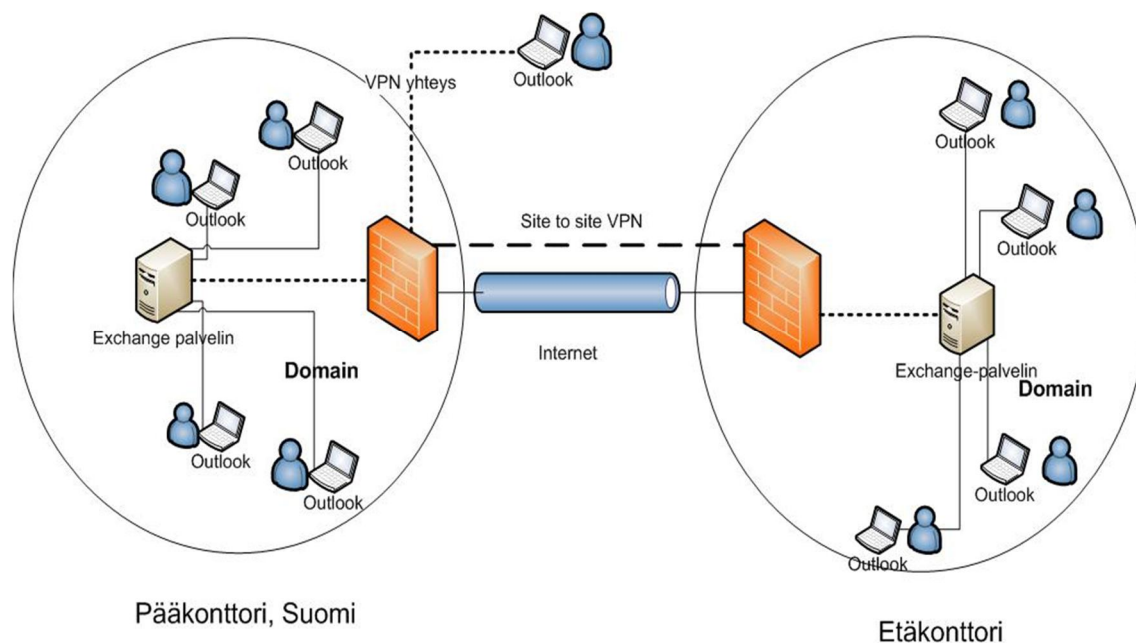 Outlook
VPN yhteys
Outlook
Outlook
Outlook
Outlook
Site to site VPN
Exchange palvelin
Internet
Domain
Exchange-palvelin
Domain
Outlook
Outlook
Outlook
Outlook
Pääkonttori, Suomi
Etäkonttori